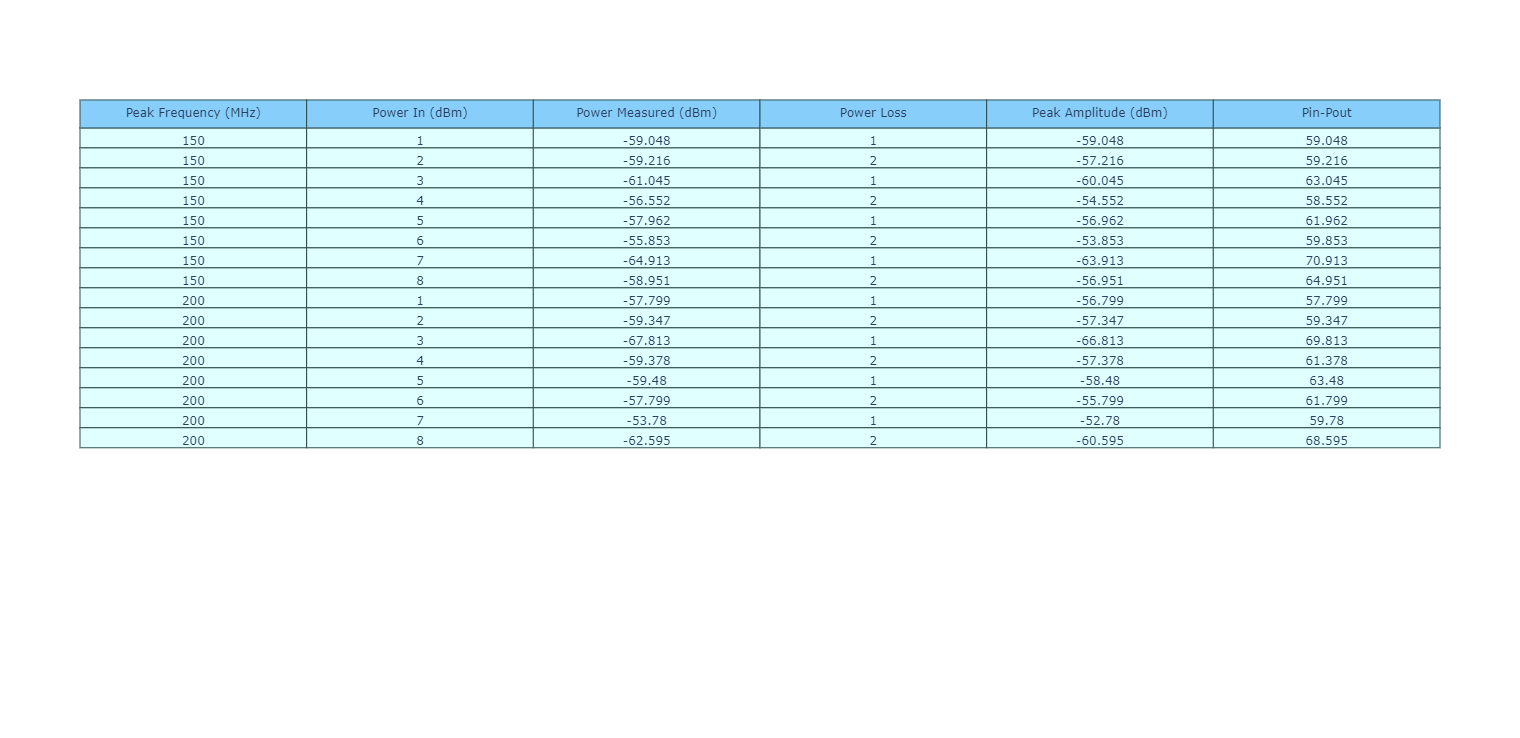 Peak Frequency (MHz) Power In (dBm) Power Measured (dBm) Power Loss Peak Amplitude (dBm) Pin-Pout
150 1 -59.048 1 -59.048 59.048
150 2 -59.216 2 -57.216 59.216
150 3 -61.045 1 -60.045 63.045
150 4 -56.552 2 -54.552 58.552
150 5 -57.962 1 -56.962 61.962
150 6 -55.853 2 -53.853 59.853
150 7 -64.913 1 -63.913 70.913
150 8 -58.951 2 -56.951 64.951
200 1 -57.799 1 -56.799 57.799
200 2 -59.347 2 -57.347 59.347
200 3 -67.813 1 -66.813 69.813
200 4 -59.378 2 -57.378 61.378
200 5 -59.48 1 -58.48 63.48
200 6 -57.799 2 -55.799 61.799
200 7 -53.78 1 -52.78 59.78
200 8 -62.595 2 -60.595 68.595